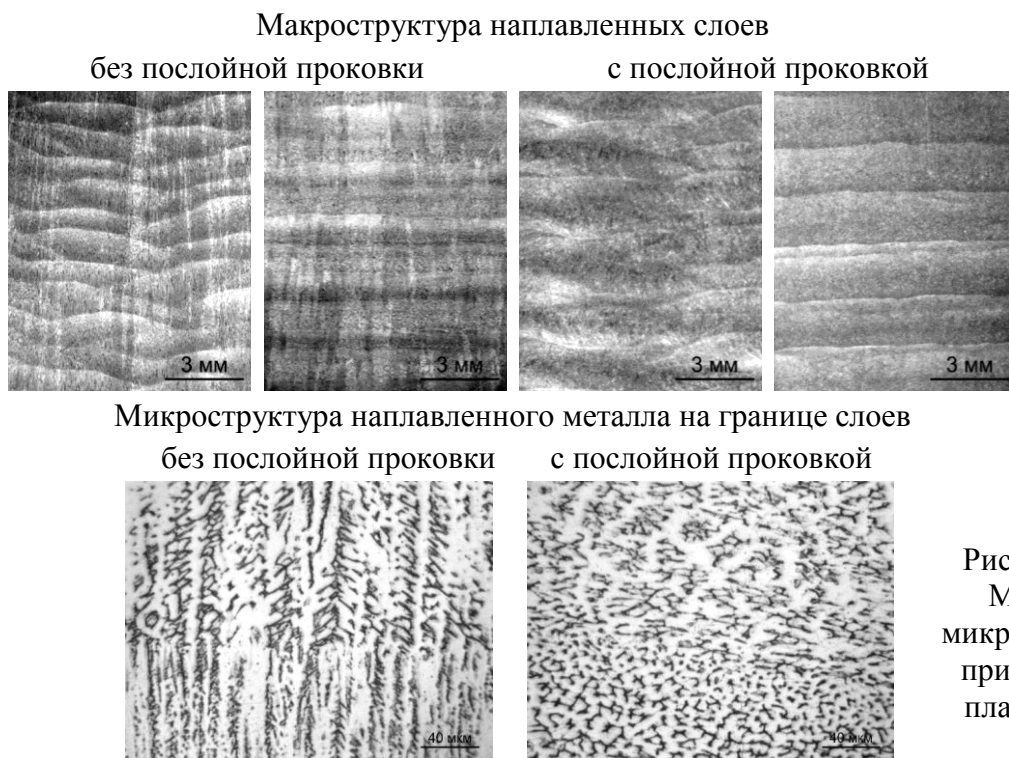 Макроструктура наплавленных слоев
без послойной проковки с послойной проковкой
3 мм 3 мм 3 мм 3 мм
Микроструктура наплавленного металла на границе слоев
без послойной проковки с послойной проковкой
40 мкм 40 мкм
Рис
М
микр
при
пла